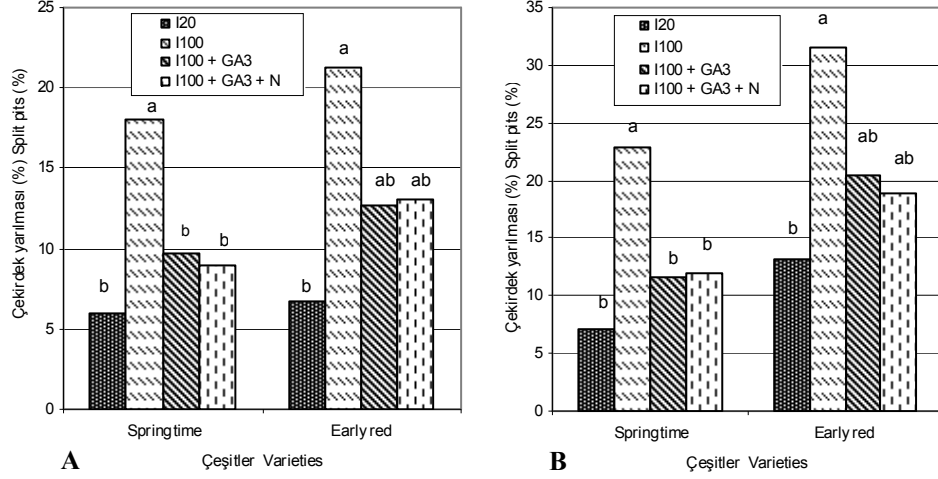 Çekirdek yarılması (%) Split pits (%)
25
20
15
10
5
0
I20
I100
I100 + GA3
I100 + GA3 + N
b
a
b
b
b
a
ab
ab
Springtime
Early red
A
Çeşitler Varieties
Çekirdek yarılması (%) Split pits (%)
35
30
25
20
15
10
5
0
I20
I100
I100 + GA3
I100 + GA3 + N
b
a
b
b
b
a
ab
ab
Springtime
Early red
B
Çeşitler Varieties